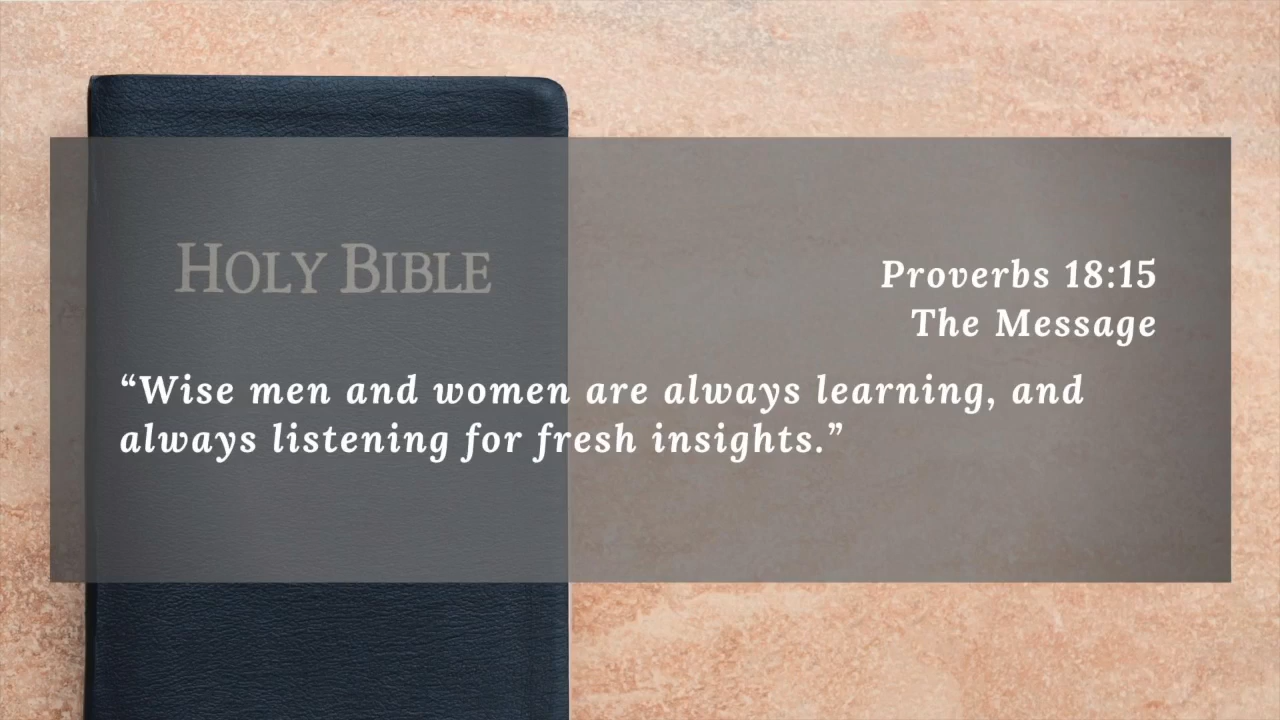 HOLY BIBLE
Proverbs 18:15
The Message
“Wise men and women are always learning, and
always listening for fresh insights.”